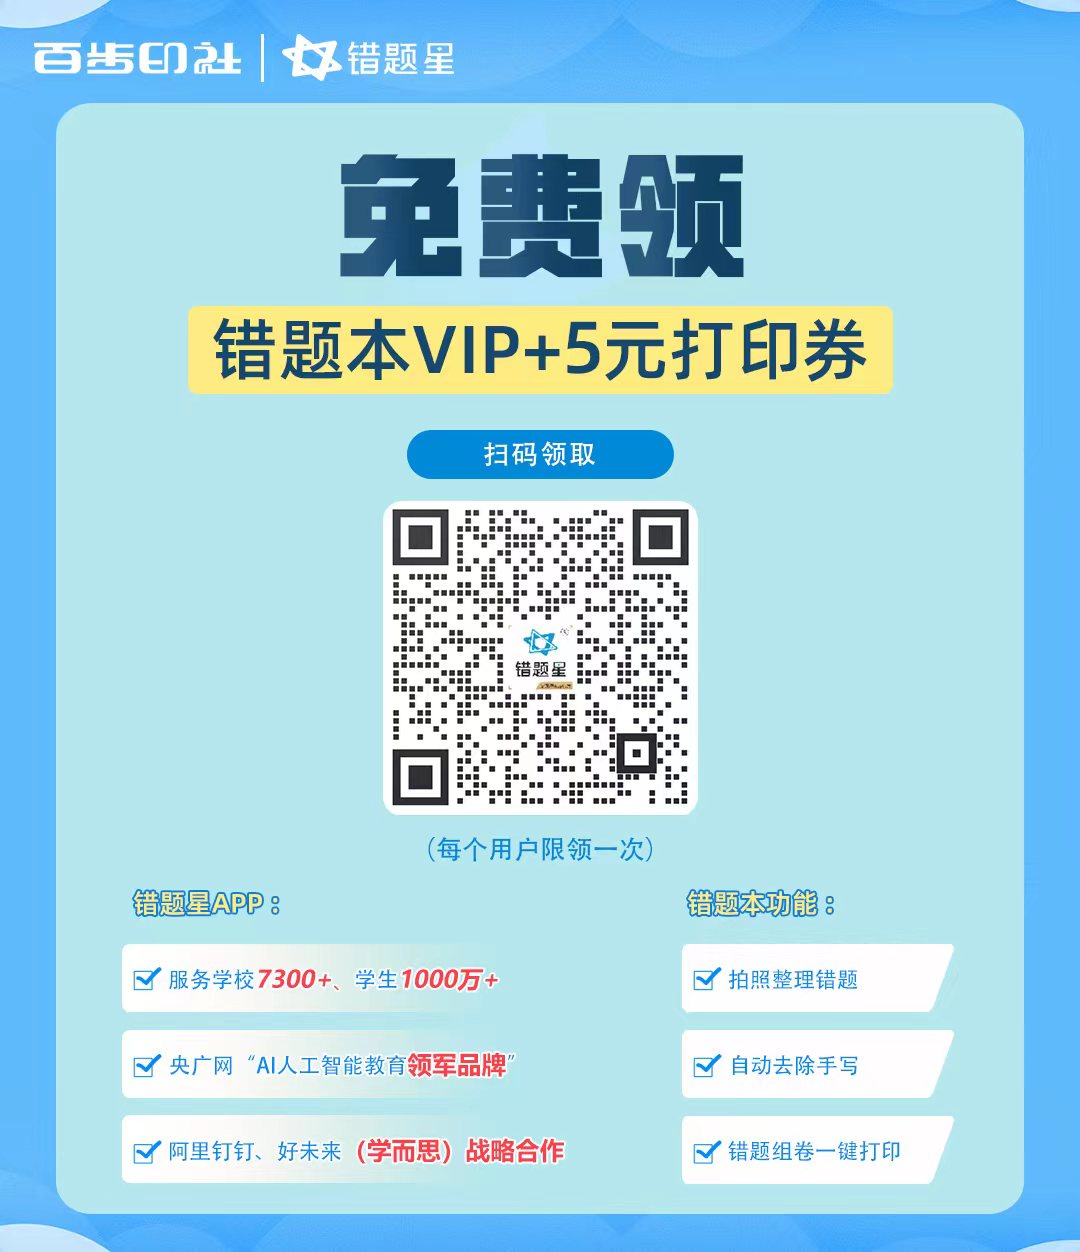 百步印社 错题星
免费领
错题本VIP+5元打印券
扫码领取
错题星
（每个用户限领一次）
错题星APP：
服务学校7300+、学生1000万+
央广网“AI人工智能教育领军品牌”
阿里钉钉、好未来（学而思）战略合作
错题本功能：
拍照整理错题
自动去除手写
错题组卷一键打印